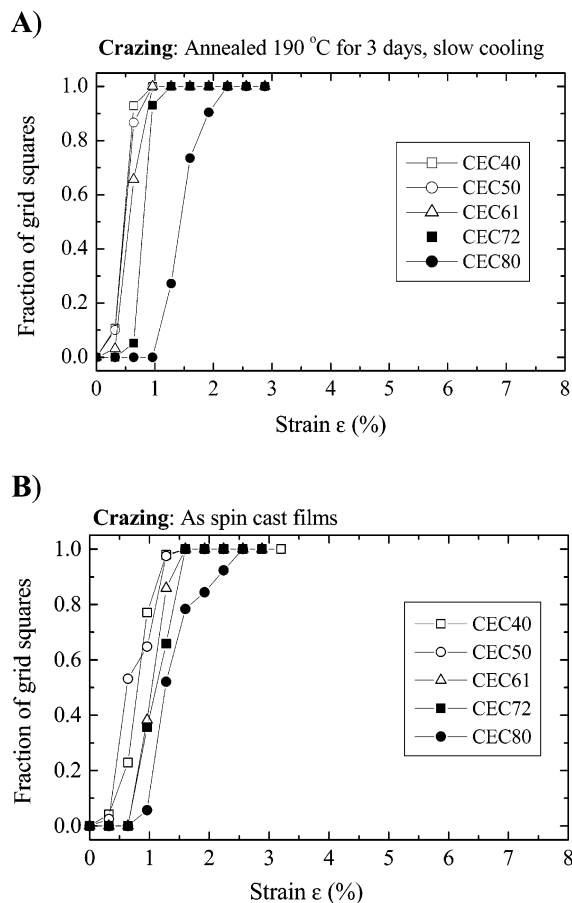 A)
Crazing: Annealed 190 °C for 3 days, slow cooling
1.0
0.8
0.6
0.4
0.2
0.0
Fraction of grid squares
CEC40
CEC50
CEC61
CEC72
CEC80
0 1 2 3 4 5 6 7 8
Strain ε (%)
B)
Crazing: As spin cast films
1.0
0.8
0.6
0.4
0.2
0.0
Fraction of grid squares
CEC40
CEC50
CEC61
CEC72
CEC80
0 1 2 3 4 5 6 7 8
Strain ε (%)